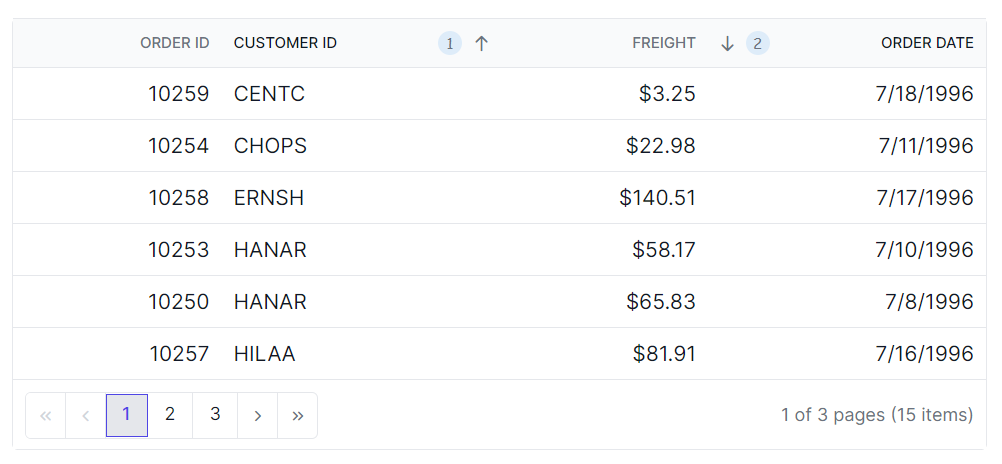 ORDER ID CUSTOMER ID 1 ↑ FREIGHT ↓ 2 ORDER DATE
10259 CENTC $3.25 7/18/1996
10254 CHOPS $22.98 7/11/1996
10258 ERNSH $140.51 7/17/1996
10253 HANAR $58.17 7/10/1996
10250 HANAR $65.83 7/8/1996
10257 HILAA $81.91 7/16/1996
« ‹ 1 2 3 › » 1 of 3 pages (15 items)